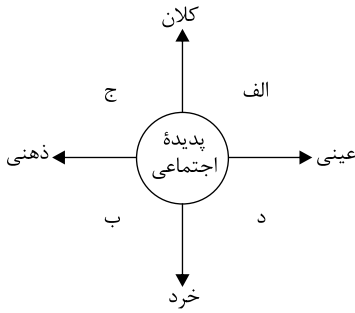 کلان
الف
ج
پدیدهٔ
اجتماعی
عینی
ذهنی
د
ب
خرد